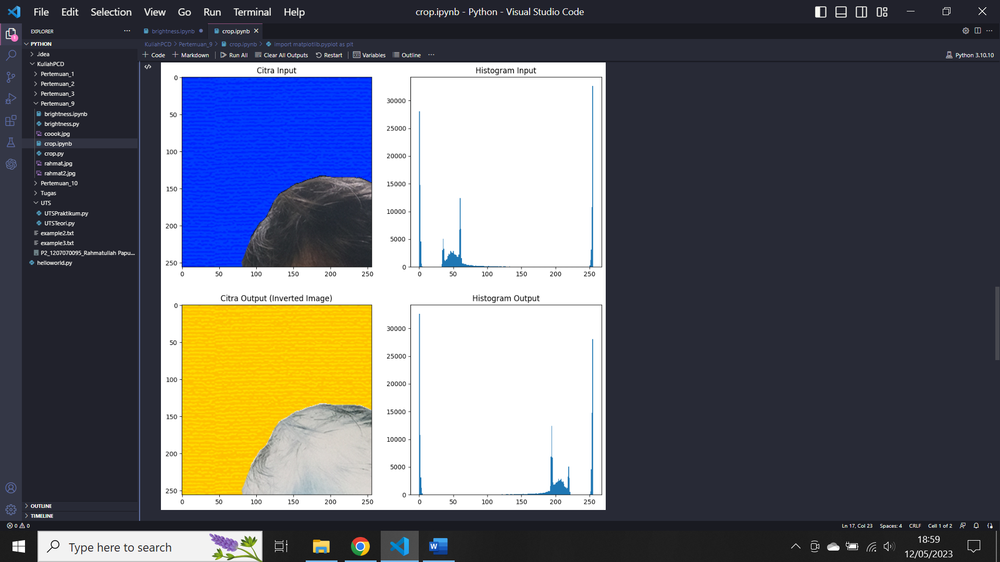 File Edit Selection View Go Run Terminal Help
crop.ipynb - Python - Visual Studio Code
EXPLORER
PYTHON
.idea
KuliahPCD
Pertemuan_1
Pertemuan_2
Pertemuan_3
Pertemuan_9
brightness.ipynb
brightness.py
coook.jpg
crop.ipynb
crop.py
rahmat.jpg
rahmat2.jpg
Pertemuan_10
Tugas
UTS
UTSPraktikum.py
UTSTeori.py
example2.txt
example3.txt
P2_1207070095_Rahmatullah Papu...
helloworld.py
OUTLINE
TIMELINE
brightness.ipynb
crop.ipynb
KuliahPCD > Pertemuan_9 > crop.ipynb > import matplotlib.pyplot as plt
Code Markdown Run All Clear All Outputs Restart Variables Outline
Python 3.10.10
Citra Input
0
50
100
150
200
250
0 50 100 150 200 250
Histogram Input
30000
25000
20000
15000
10000
5000
0
0 50 100 150 200 250
Citra Output (Inverted Image)
0
50
100
150
200
250
0 50 100 150 200 250
Histogram Output
30000
25000
20000
15000
10000
5000
0
0 50 100 150 200 250
0 0
Ln 17, Col 23 Spaces: 4 CRLF Cell 1 of 2
Type here to search
18:59
12/05/2023